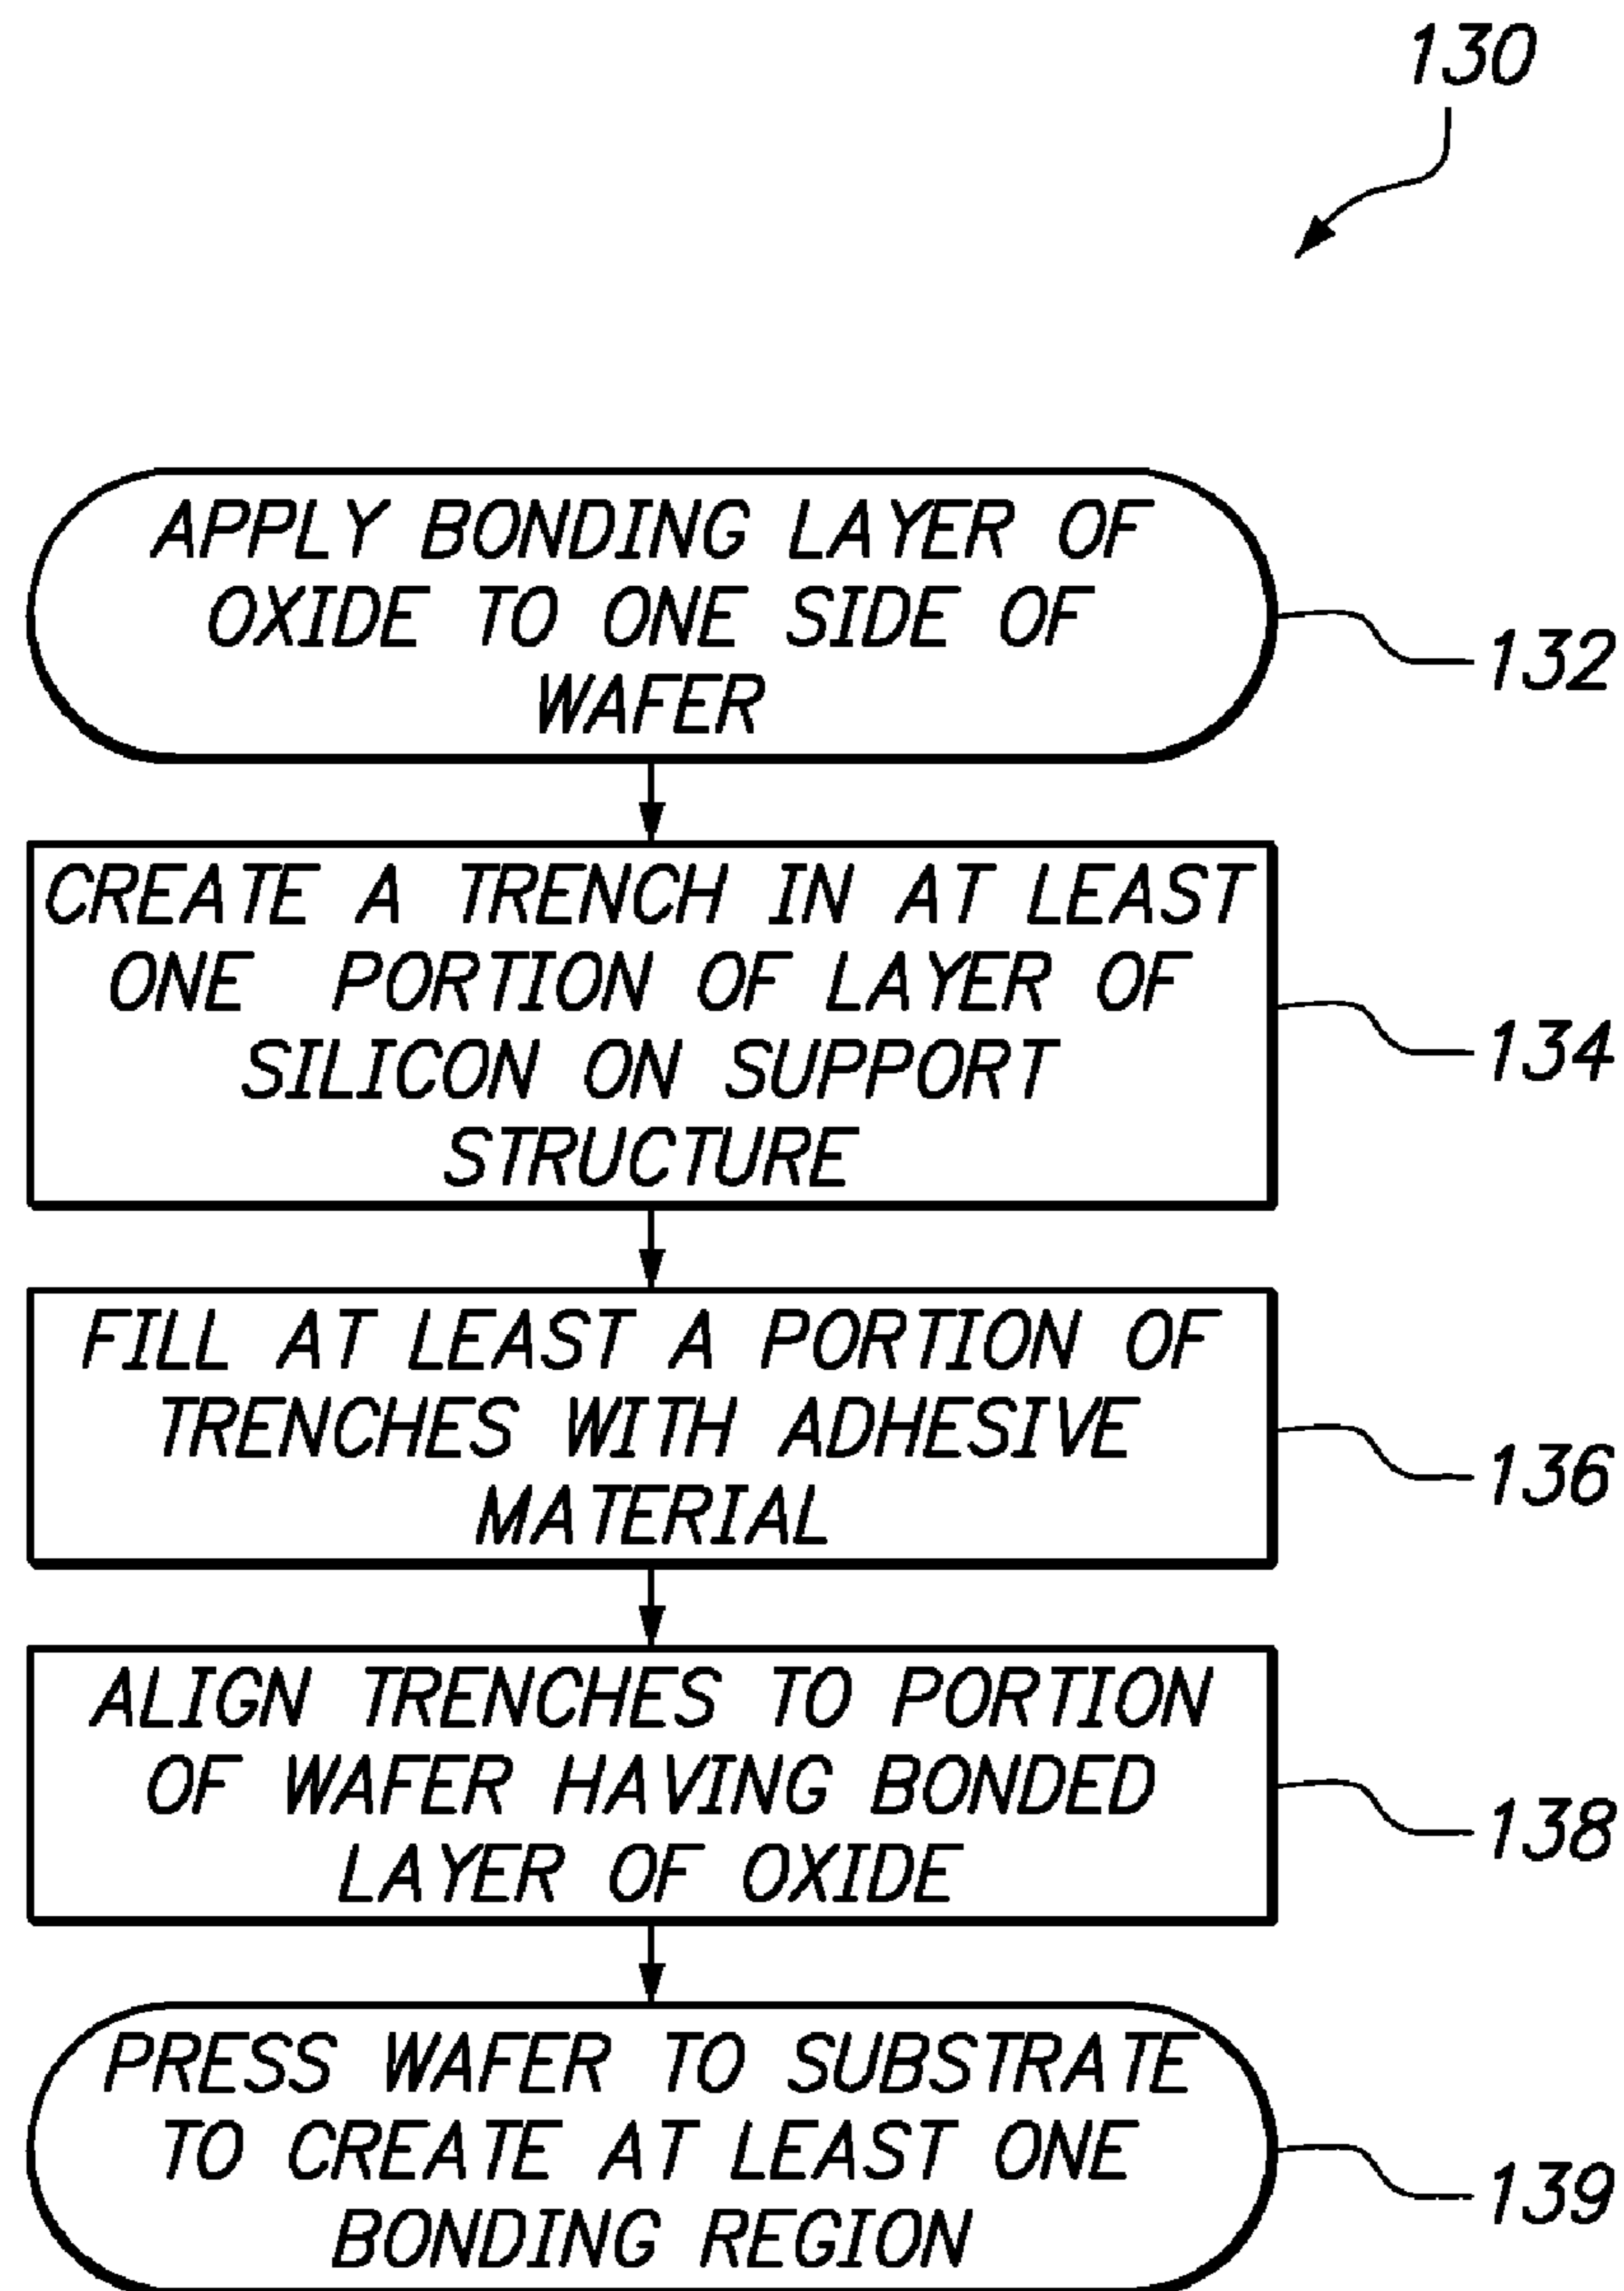 130
APPLY BONDING LAYER OF
OXIDE TO ONE SIDE OF
WAFER
132
CREATE A TRENCH IN AT LEAST
ONE PORTION OF LAYER OF
SILICON ON SUPPORT
STRUCTURE
134
FILL AT LEAST A PORTION OF
TRENCHES WITH ADHESIVE
MATERIAL
136
ALIGN TRENCHES TO PORTION
OF WAFER HAVING BONDED
LAYER OF OXIDE
138
PRESS WAFER TO SUBSTRATE
TO CREATE AT LEAST ONE
BONDING REGION
139